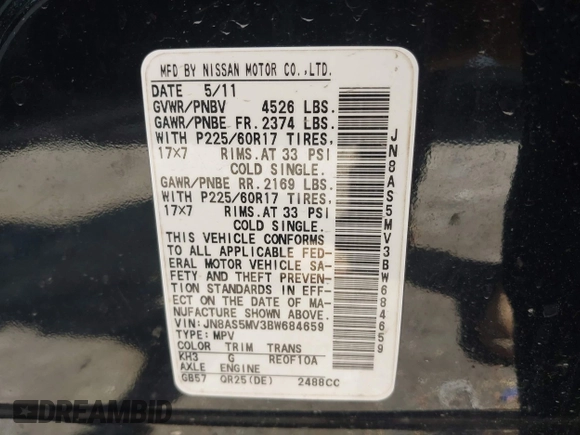 MFD BY NISSAN MOTOR CO.,LTD.
DATE 5/11
GVWR/PNBV 4526 LBS.
GAWR/PNBE FR. 2374 LBS.
WITH P225/60R17 TIRES,
17×7 RIMS.AT 33 PSI
COLD SINGLE.
GAWR/PNBE RR. 2169 LBS.
WITH P225/60R17 TIRES,
17×7 RIMS.AT 33 PSI
COLD SINGLE.
THIS VEHICLE CONFORMS
TO ALL APPLICABLE FED-
ERAL MOTOR VEHICLE SA-
FETY AND THEFT PREVEN-
TION STANDARDS IN EFF-
ECT ON THE DATE OF MA-
NUFACTURE SHOWN ABOVE.
VIN:JN8AS5MV3BW684659
TYPE:MPV
COLOR TRIM TRANS
KH3 G RE0F10A
AXLE ENGINE
GB57 QR25(DE) 2488CC
JN8AS5MV3BW684659
DREAMBID